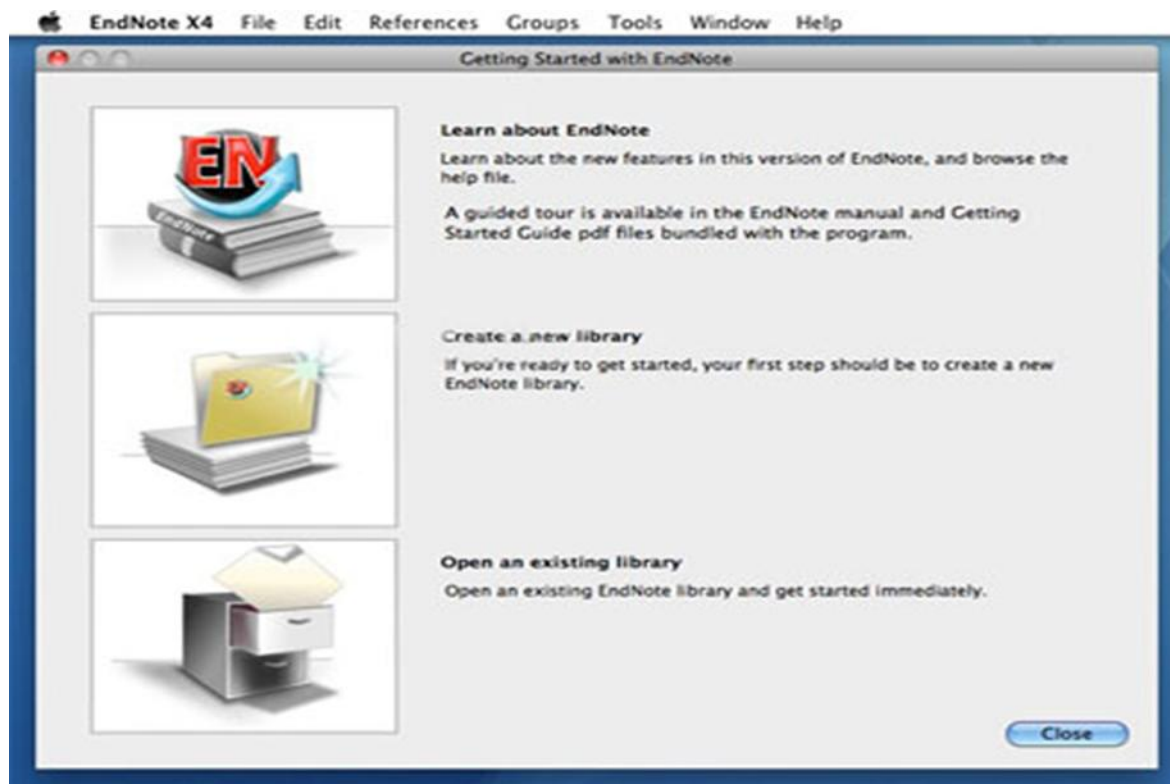 EndNote X4 File Edit References Groups Tools Window Help
Getting Started with EndNote
EN
EndNote
Learn about EndNote
Learn about the new features in this version of EndNote, and browse the
help file.
A guided tour is available in the EndNote manual and Getting
Started Guide pdf files bundled with the program.
Create a new library
If you're ready to get started, your first step should be to create a new
EndNote library.
Open an existing library
Open an existing EndNote library and get started immediately.
Close